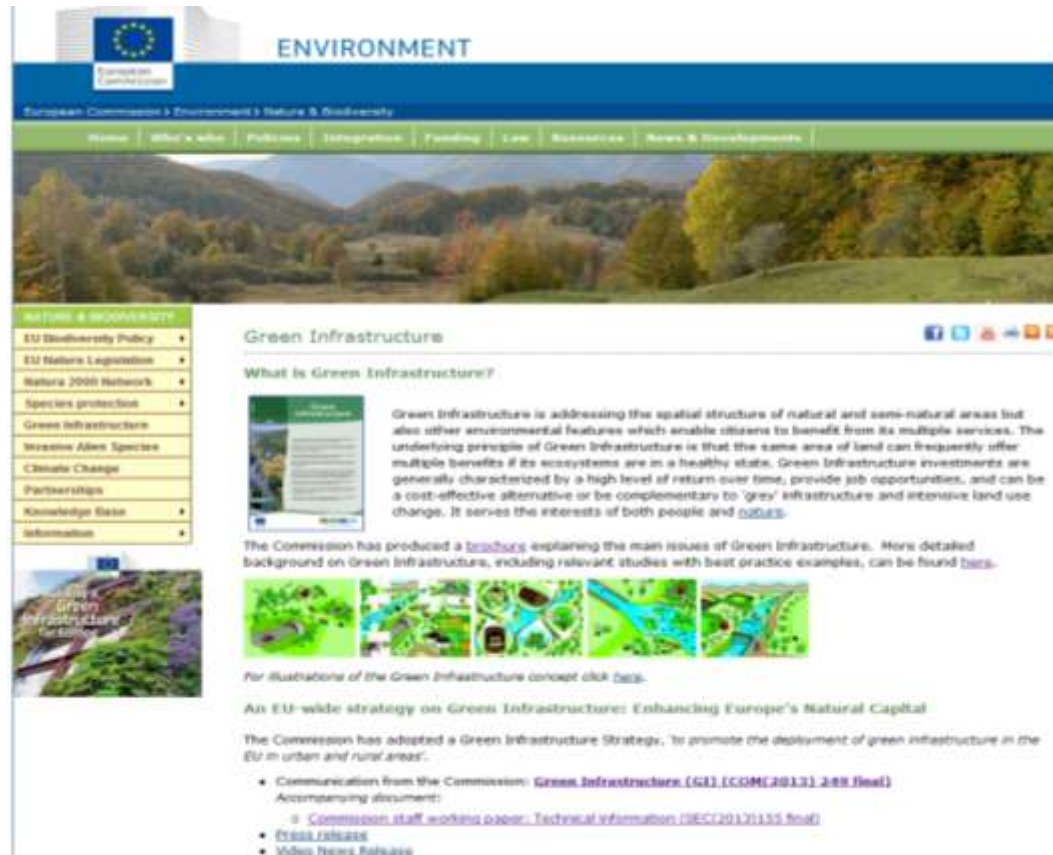 ENVIRONMENT
European
Commission
European Commission > Environment > Nature & Biodiversity
Home | Who's who | Policies | Integration | Funding | Law | Resources | News & Developments
NATURE & BIODIVERSITY
EU Biodiversity Policy
EU Nature Legislation
Natura 2000 Network
Species protection
Green Infrastructure
Invasive Alien Species
Climate Change
Partnerships
Knowledge Base
Information
Green
Infrastructure
Green Infrastructure
What is Green Infrastructure?
Green
Infrastructure
Green Infrastructure is addressing the spatial structure of natural and semi-natural areas but
also other environmental features which enable citizens to benefit from its multiple services. The
underlying principle of Green Infrastructure is that the same area of land can frequently offer
multiple benefits if its ecosystems are in a healthy state. Green Infrastructure investments are
generally characterized by a high level of return over time, provide job opportunities, and can be
a cost-effective alternative or be complementary to 'grey' infrastructure and intensive land use
change. It serves the interests of both people and nature.
The Commission has produced a brochure explaining the main issues of Green Infrastructure. More detailed
background on Green Infrastructure, including relevant studies with best practice examples, can be found here.
For illustrations of the Green Infrastructure concept click here.
An EU-wide strategy on Green Infrastructure: Enhancing Europe's Natural Capital
The Commission has adopted a Green Infrastructure Strategy, 'to promote the deployment of green infrastructure in the
EU in urban and rural areas'.
• Communication from the Commission: Green Infrastructure (GI) (COM(2013) 249 final)
Accompanying document:
o Commission staff working paper: Technical information (SEC(2013)155 final)
• Press release
• Video News Release